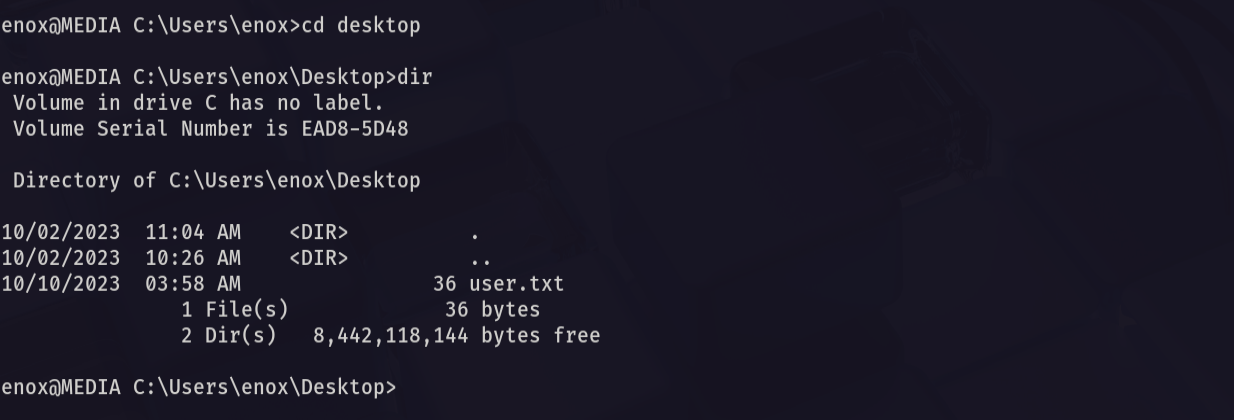 enox@MEDIA C:\Users\enox>cd desktop
enox@MEDIA C:\Users\enox\Desktop>dir
 Volume in drive C has no label.
 Volume Serial Number is EAD8-5D48
 Directory of C:\Users\enox\Desktop
10/02/2023  11:04 AM    <DIR>          .
10/02/2023  10:26 AM    <DIR>          ..
10/10/2023  03:58 AM                36 user.txt
               1 File(s)             36 bytes
               2 Dir(s)   8,442,118,144 bytes free
enox@MEDIA C:\Users\enox\Desktop>